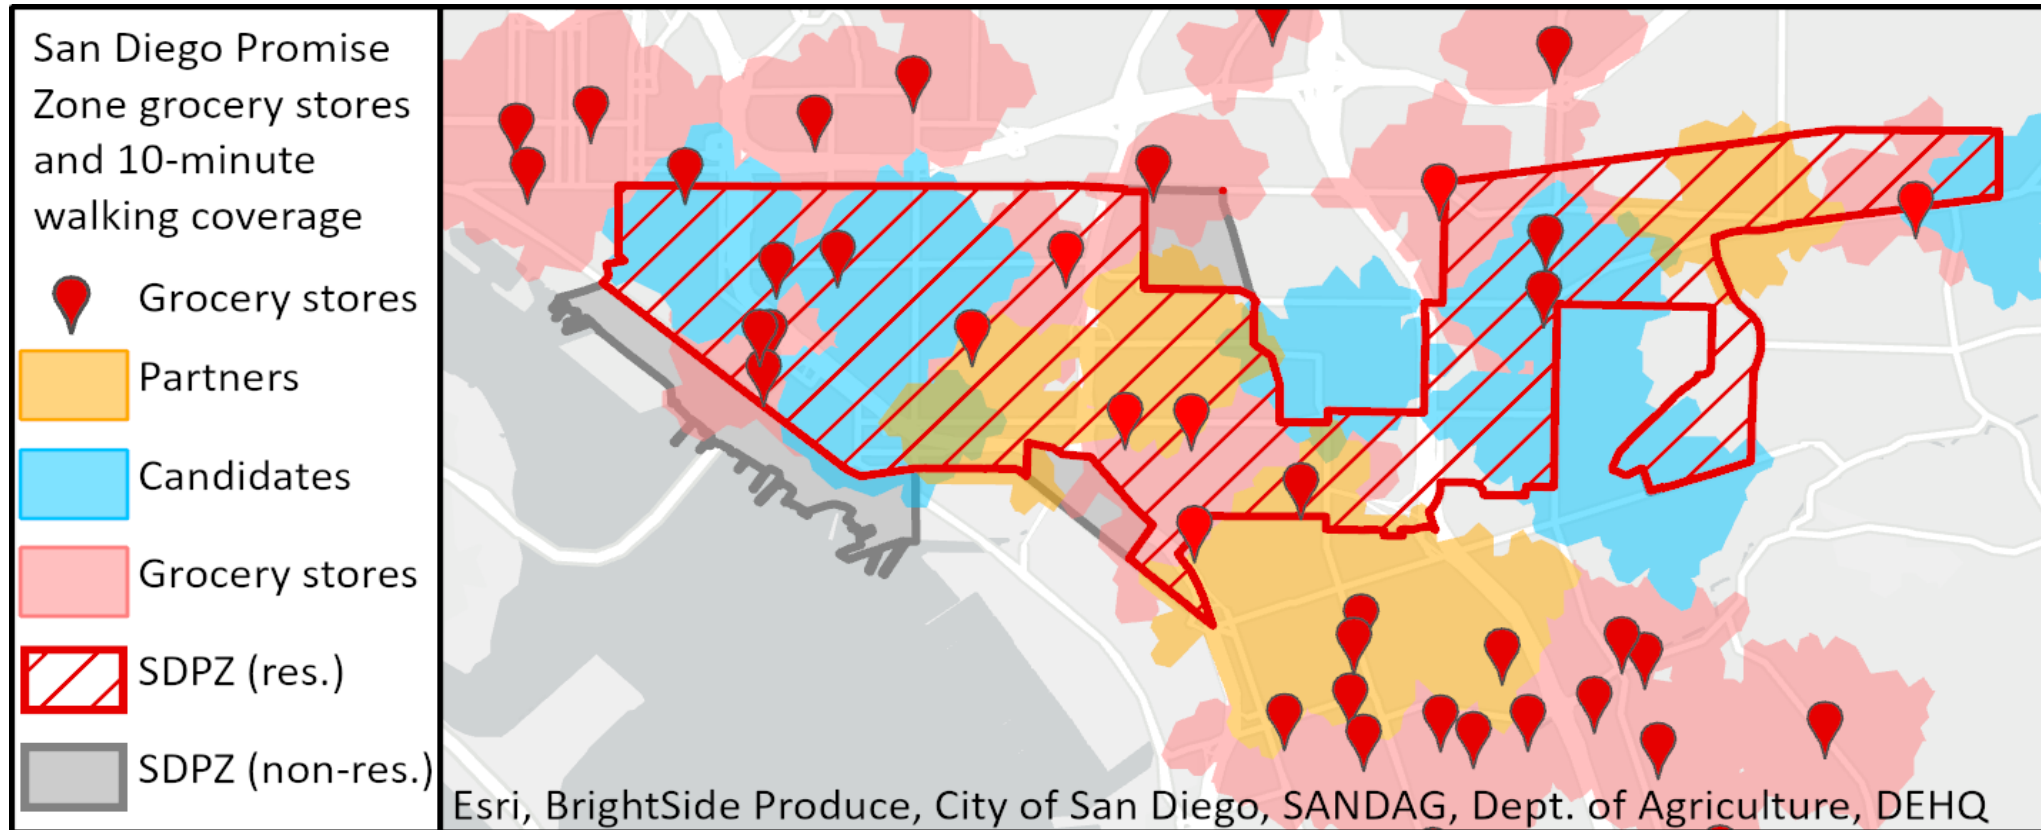 San Diego Promise
Zone grocery stores
and 10-minute
walking coverage
Grocery stores
Partners
Candidates
Grocery stores
SDPZ (res.)
SDPZ (non-res.)
Esri, BrightSide Produce, City of San Diego, SANDAG, Dept. of Agriculture, DEHQ